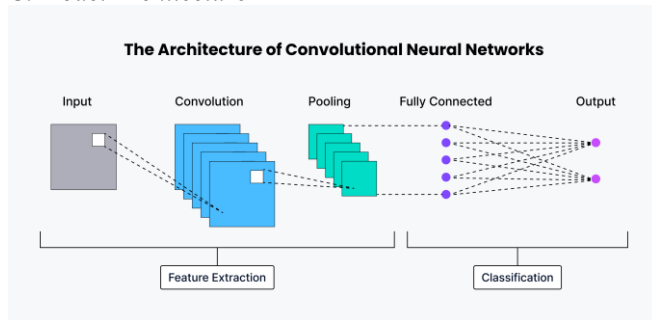 The Architecture of Convolutional Neural Networks
Input Convolution Pooling Fully Connected Output
Feature Extraction Classification